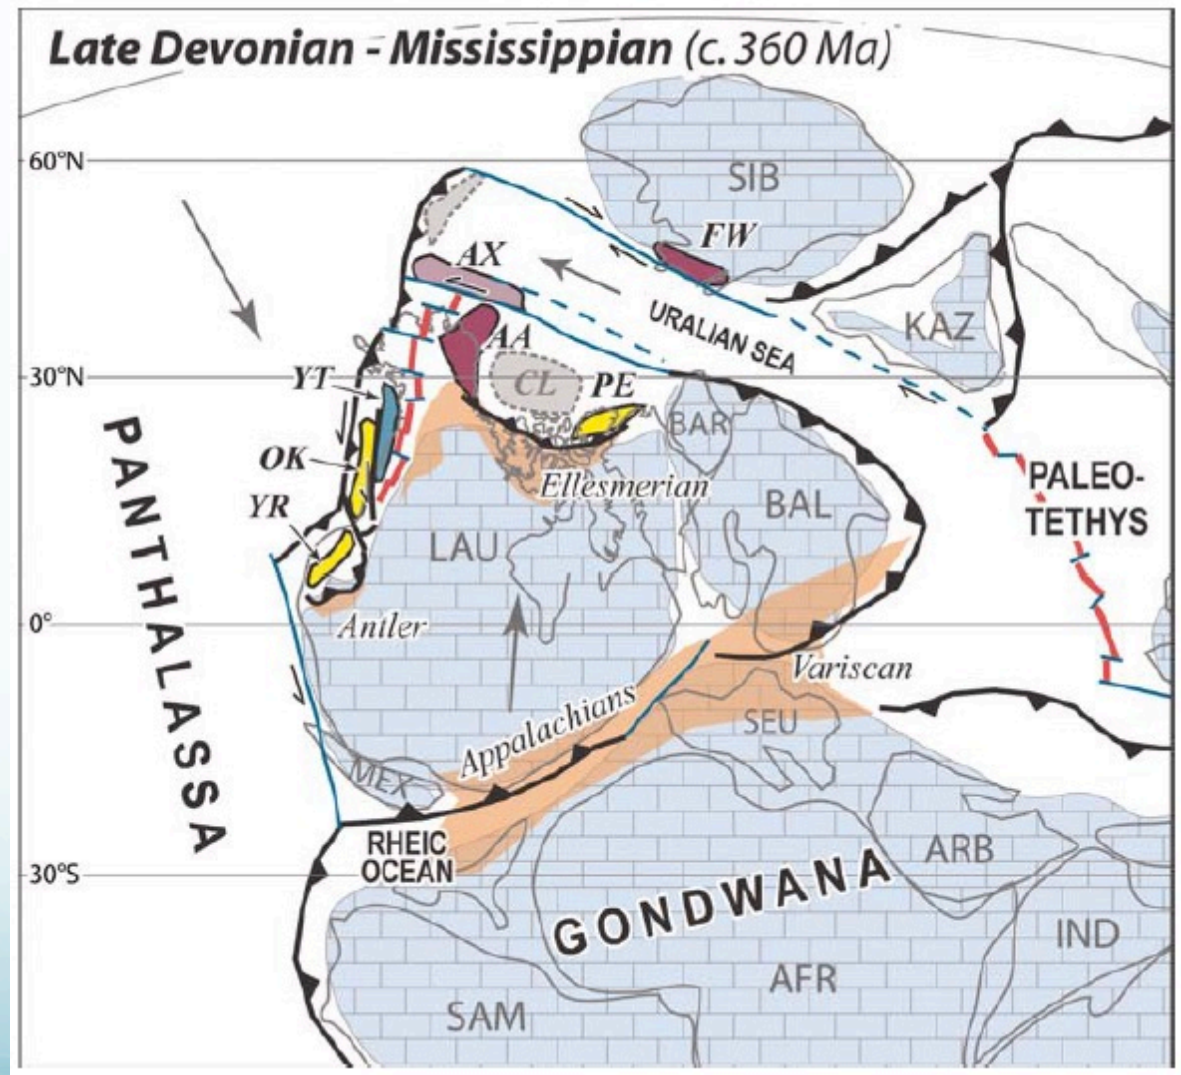 Late Devonian - Mississippian (c. 360 Ma)
60°N
SIB
FW
AX
URALIAN SEA
KAZ
AA
30°N
YT
CL
PE
BAR
PANTHALASSA
OK
Ellesmerian
PALEO-
TETHYS
YR
BAL
LAU
0°
Antler
Variscan
Appalachians
SEU
MEX
RHEIC
OCEAN
30°S
GONDWANA
ARB
IND
AFR
SAM